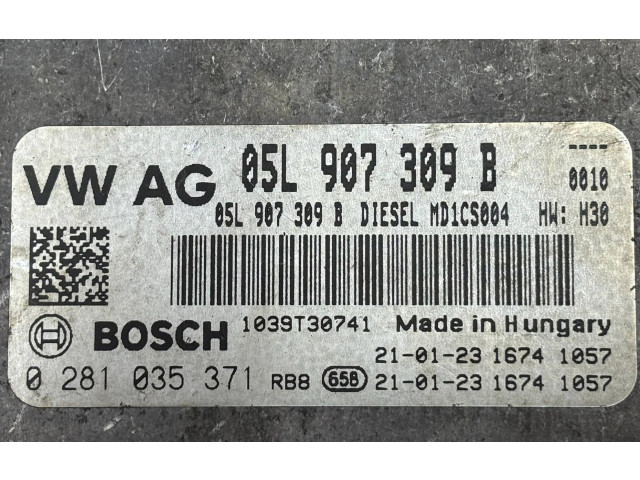 VW AG 05L 907 309 B ----
0010
05L 907 309 B DIESEL MD1CS004 HW: H30
BOSCH 1039T30741 Made in Hungary
21-01-23 1674 1057
0 281 035 371 RB8 658 21-01-23 1674 1057